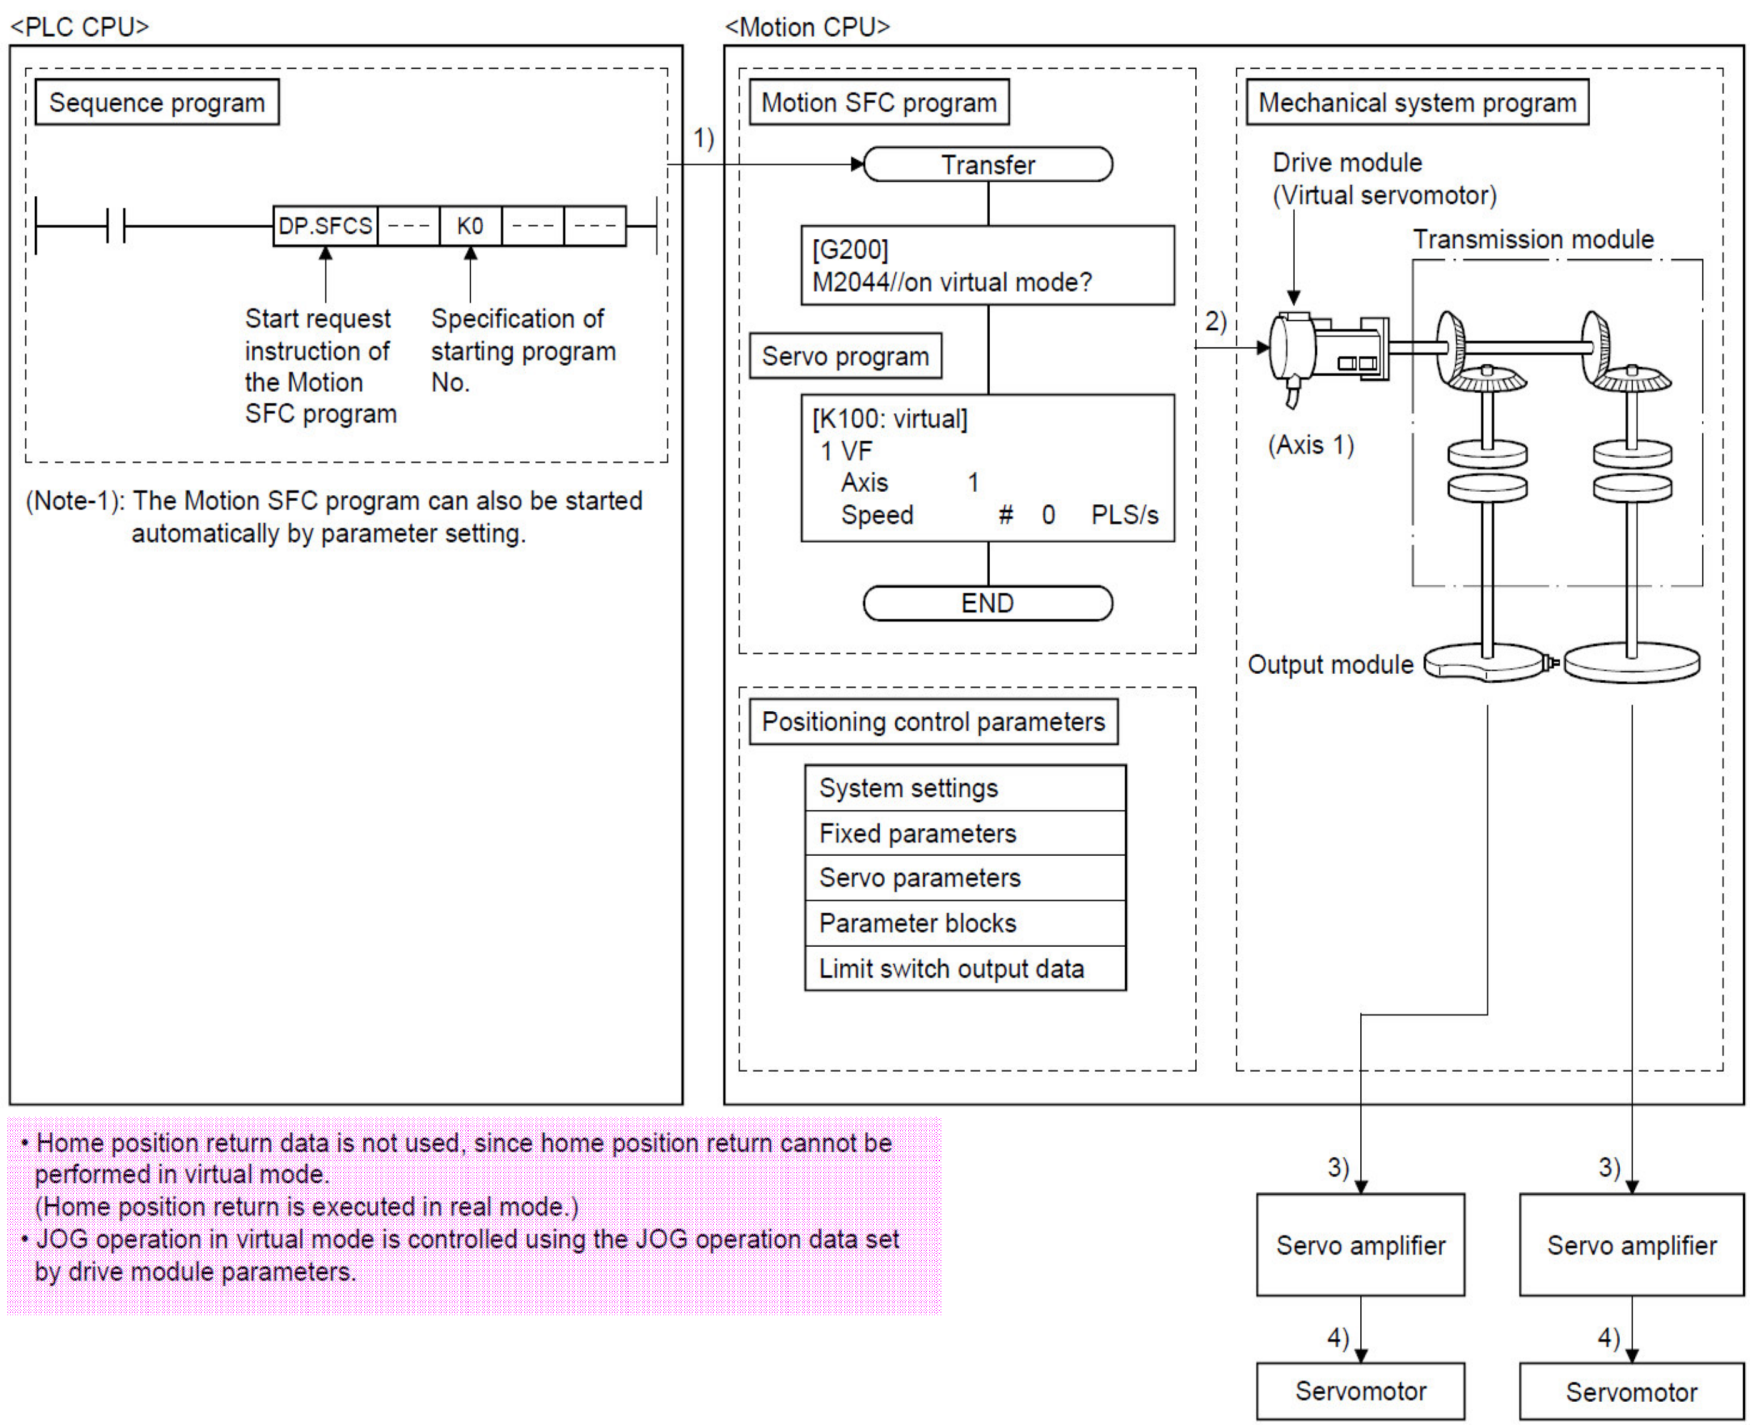 <PLC CPU>
Sequence program
DP.SFCS --- K0 --- ---
Start request
instruction of
the Motion
SFC program
Specification of
starting program
No.
(Note-1): The Motion SFC program can also be started
automatically by parameter setting.
1)
<Motion CPU>
Motion SFC program
Transfer
[G200]
M2044//on virtual mode?
Servo program
[K100: virtual]
1 VF
Axis 1
Speed # 0 PLS/s
END
Positioning control parameters
System settings
Fixed parameters
Servo parameters
Parameter blocks
Limit switch output data
2)
Mechanical system program
Drive module
(Virtual servomotor)
Transmission module
(Axis 1)
Output module
• Home position return data is not used, since home position return cannot be
performed in virtual mode.
(Home position return is executed in real mode.)
• JOG operation in virtual mode is controlled using the JOG operation data set
by drive module parameters.
3) 3)
Servo amplifier Servo amplifier
4) 4)
Servomotor Servomotor